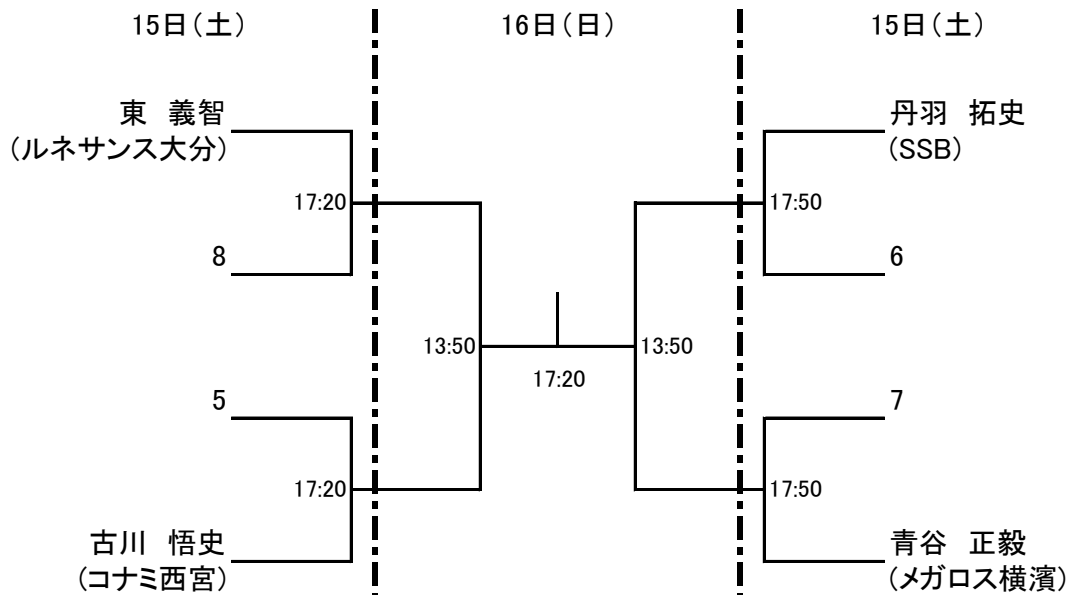 15日（土）
16日（日）
15日（土）
東　義智
（ルネサンス大分）
丹羽　拓史
（SSB）
17:20
17:50
8
6
13:50
13:50
17:20
5
7
17:20
17:50
古川　悟史
（コナミ西宮）
青谷　正毅
（メガロス横濱）